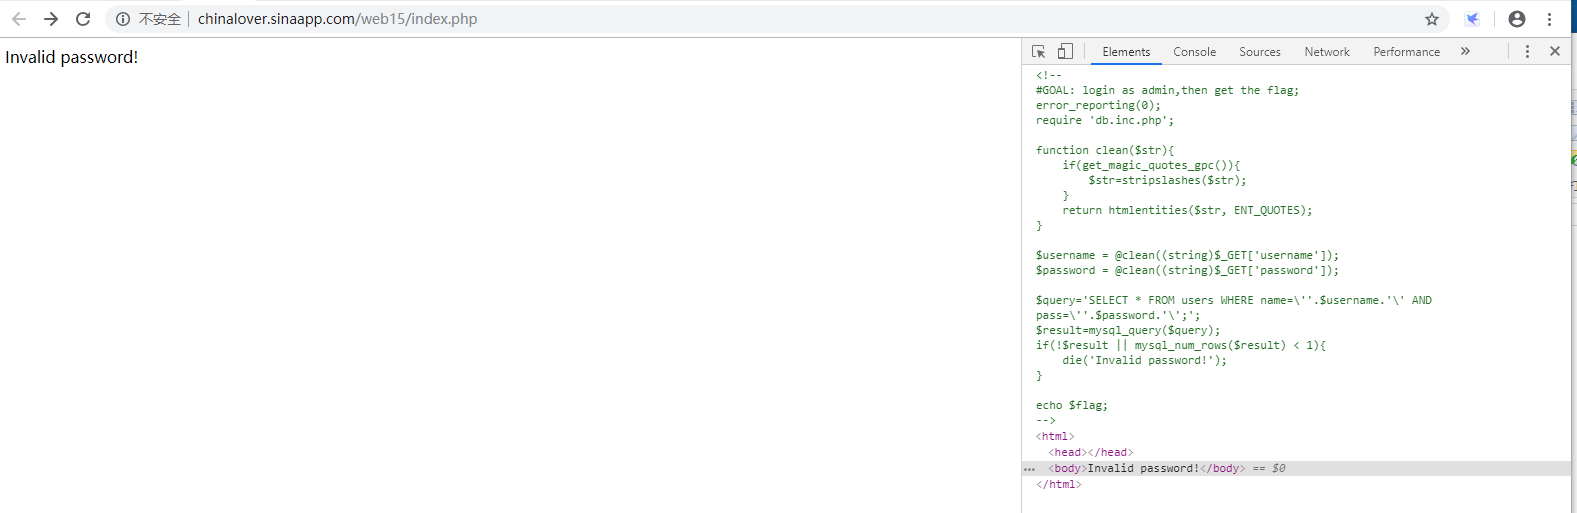 不安全 chinalover.sinaapp.com/web15/index.php
Invalid password!
Elements Console Sources Network Performance »
<!--
#GOAL: login as admin,then get the flag;
error_reporting(0);
require 'db.inc.php';
function clean($str){
if(get_magic_quotes_gpc()){
$str=stripslashes($str);
}
return htmlentities($str, ENT_QUOTES);
}
$username = @clean((string)$_GET['username']);
$password = @clean((string)$_GET['password']);
$query='SELECT * FROM users WHERE name=\''.$username.'\' AND
pass=\''.$password.'\';';
$result=mysql_query($query);
if(!$result || mysql_num_rows($result) < 1){
die('Invalid password!');
}
echo $flag;
-->
<html>
<head></head>
<body>Invalid password!</body> == $0
</html>